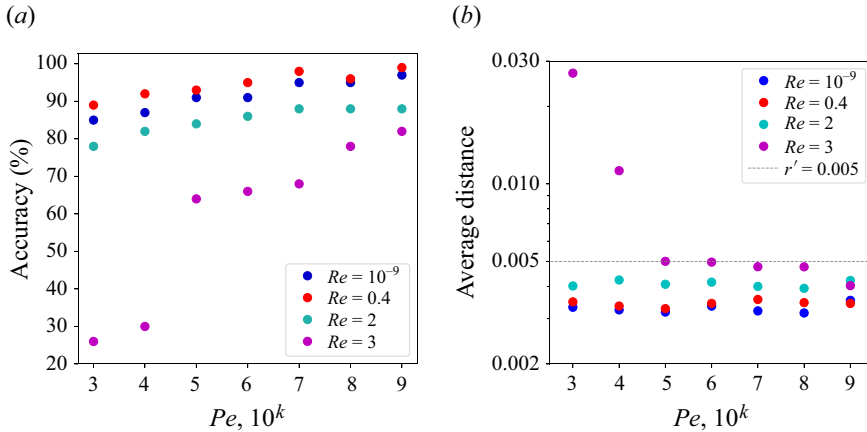 (a)
Accuracy (%)
100
90
80
70
60
50
40
30
20
3 4 5 6 7 8 9
Pe, 10^k
Re = 10^−9
Re = 0.4
Re = 2
Re = 3
(b)
Average distance
0.030
0.010
0.005
0.002
3 4 5 6 7 8 9
Pe, 10^k
Re = 10^−9
Re = 0.4
Re = 2
Re = 3
r′ = 0.005